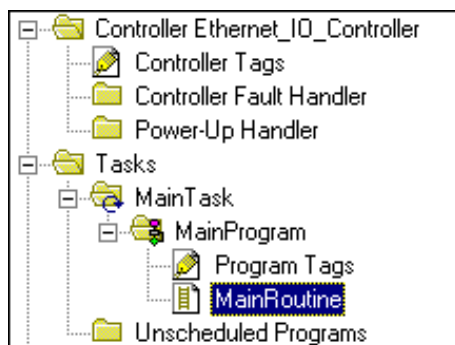 Controller Ethernet_IO_Controller
Controller Tags
Controller Fault Handler
Power-Up Handler
Tasks
MainTask
MainProgram
Program Tags
MainRoutine
Unscheduled Programs